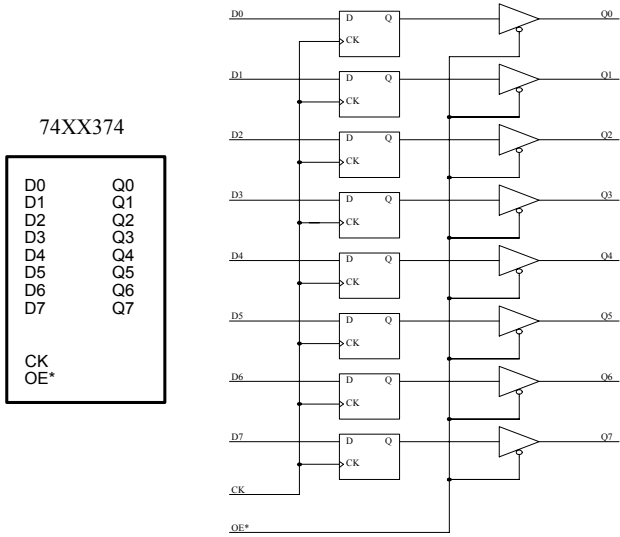 74XX374
D0 Q0
D1 Q1
D2 Q2
D3 Q3
D4 Q4
D5 Q5
D6 Q6
D7 Q7
CK
OE*
D0 D Q Q0
CK
D1 D Q Q1
CK
D2 D Q Q2
CK
D3 D Q Q3
CK
D4 D Q Q4
CK
D5 D Q Q5
CK
D6 D Q Q6
CK
D7 D Q Q7
CK
CK
OE*